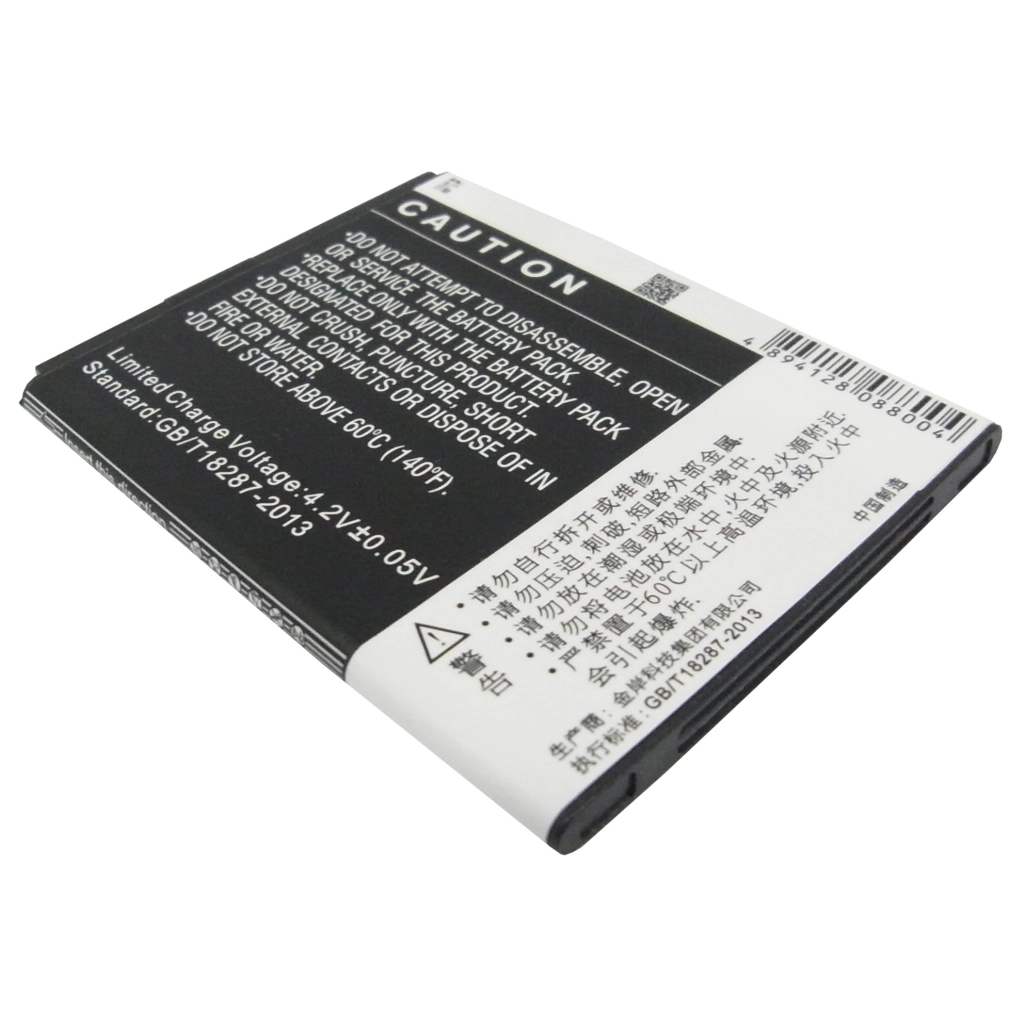 CAUTION
•DO NOT ATTEMPT TO DISASSEMBLE, OPEN
OR SERVICE THE BATTERY PACK.
•REPLACE ONLY WITH THE BATTERY PACK
DESIGNATED FOR THIS PRODUCT.
•DO NOT CRUSH, PUNCTURE, SHORT
EXTERNAL CONTACTS OR DISPOSE OF IN
FIRE OR WATER.
•DO NOT STORE ABOVE 60℃ (140℉).
Limited Charge Voltage:4.2V±0.05V
Standard:GB/T18287-2013
4 894128 088004
警告
•请勿自行拆开或维修.
•请勿压迫,刺破,短路外部金属.
•请勿放在潮湿或极端环境中.
•请勿将电池放在水中,火中及火源附近.
•严禁置于60℃以上高温环境,投入火中
会引起爆炸.
生产商:金岸科技集团有限公司
执行标准:GB/T18287-2013
中国制造
insert this direction